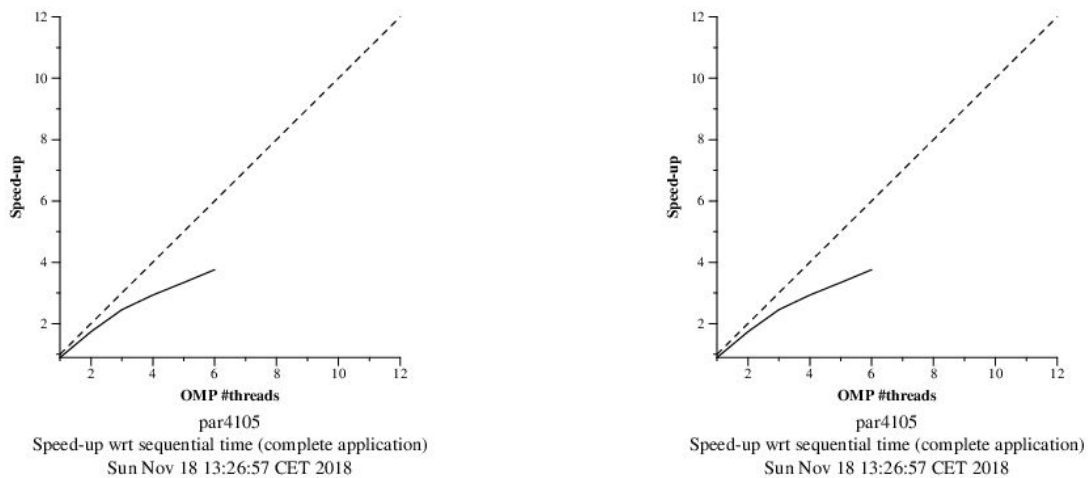 12
10
8
6
4
2
Speed-up
2 4 6 8 10 12
OMP #threads
par4105
Speed-up wrt sequential time (complete application)
Sun Nov 18 13:26:57 CET 2018
12
10
8
6
4
2
Speed-up
2 4 6 8 10 12
OMP #threads
par4105
Speed-up wrt sequential time (complete application)
Sun Nov 18 13:26:57 CET 2018